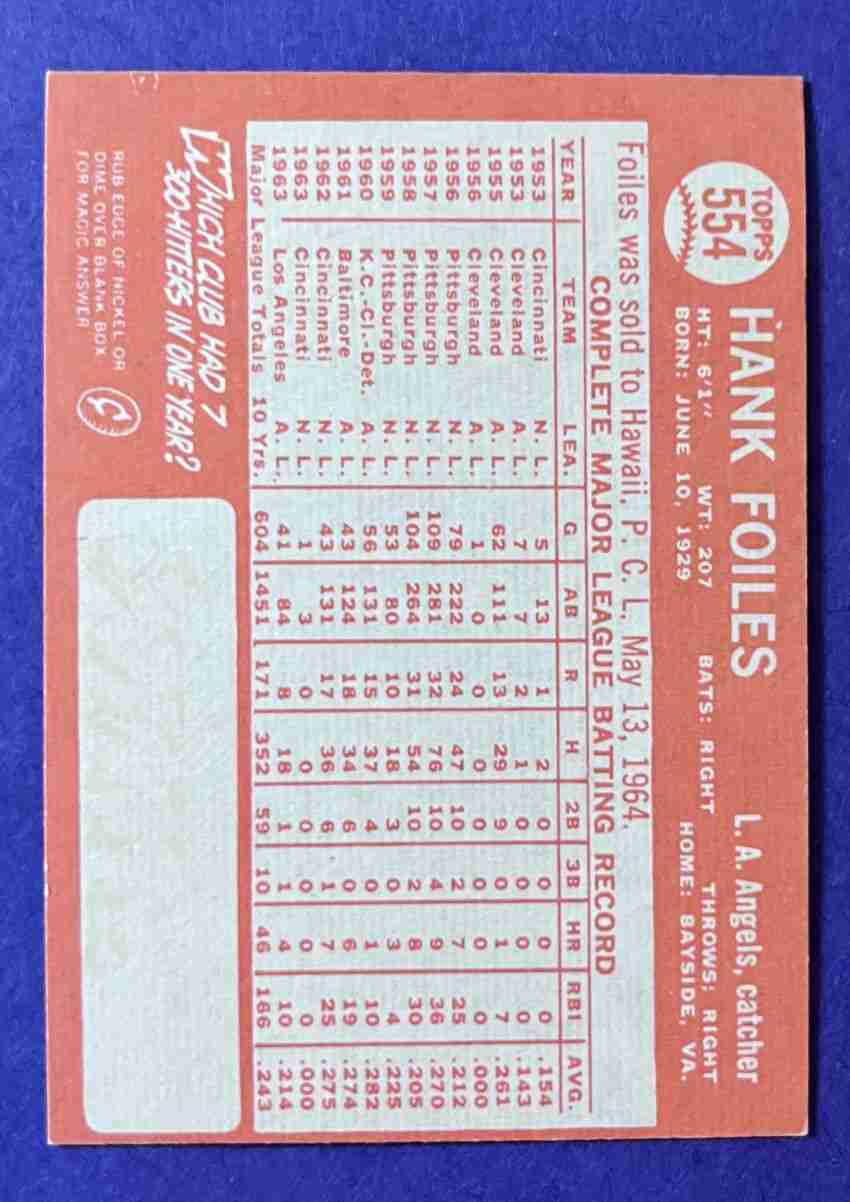 TOPPS
554
HANK FOILES
L. A. Angels, catcher
HT: 6'1" WT: 207 BATS: RIGHT THROWS: RIGHT
BORN: JUNE 10, 1929 HOME: BAYSIDE, VA.
Foiles was sold to Hawaii, P. C. L. May 13, 1964.
COMPLETE MAJOR LEAGUE BATTING RECORD
YEAR TEAM LEA. G AB R H 2B 3B HR RBI AVG.
1953 Cincinnati N. L. 5 13 1 2 0 0 0 0 .154
1953 Cleveland A. L. 7 7 2 1 0 0 0 0 .143
1955 Cleveland A. L. 62 111 13 29 9 0 1 7 .261
1956 Cleveland A. L. 1 0 0 0 0 0 0 0 .000
1956 Pittsburgh N. L. 79 222 24 47 10 2 7 25 .212
1957 Pittsburgh N. L. 109 281 32 76 10 4 9 36 .270
1958 Pittsburgh N. L. 104 264 31 54 10 2 8 30 .205
1959 Pittsburgh N. L. 53 80 10 18 3 0 3 4 .225
1960 K.C.-Cl.-Det. A. L. 56 131 15 37 4 0 1 10 .282
1961 Baltimore A. L. 43 124 18 34 6 0 6 19 .274
1962 Cincinnati N. L. 43 131 17 36 6 1 7 25 .275
1963 Cincinnati N. L. 1 3 0 0 0 0 0 0 .000
1963 Los Angeles A. L. 41 84 8 18 1 1 4 10 .214
Major League Totals 10 Yrs. 604 1451 171 352 59 10 46 166 .243
WHICH CLUB HAD 7
300-HITTERS IN ONE YEAR?
RUB EDGE OF NICKEL OR
DIME OVER BLANK BOX
FOR MAGIC ANSWER